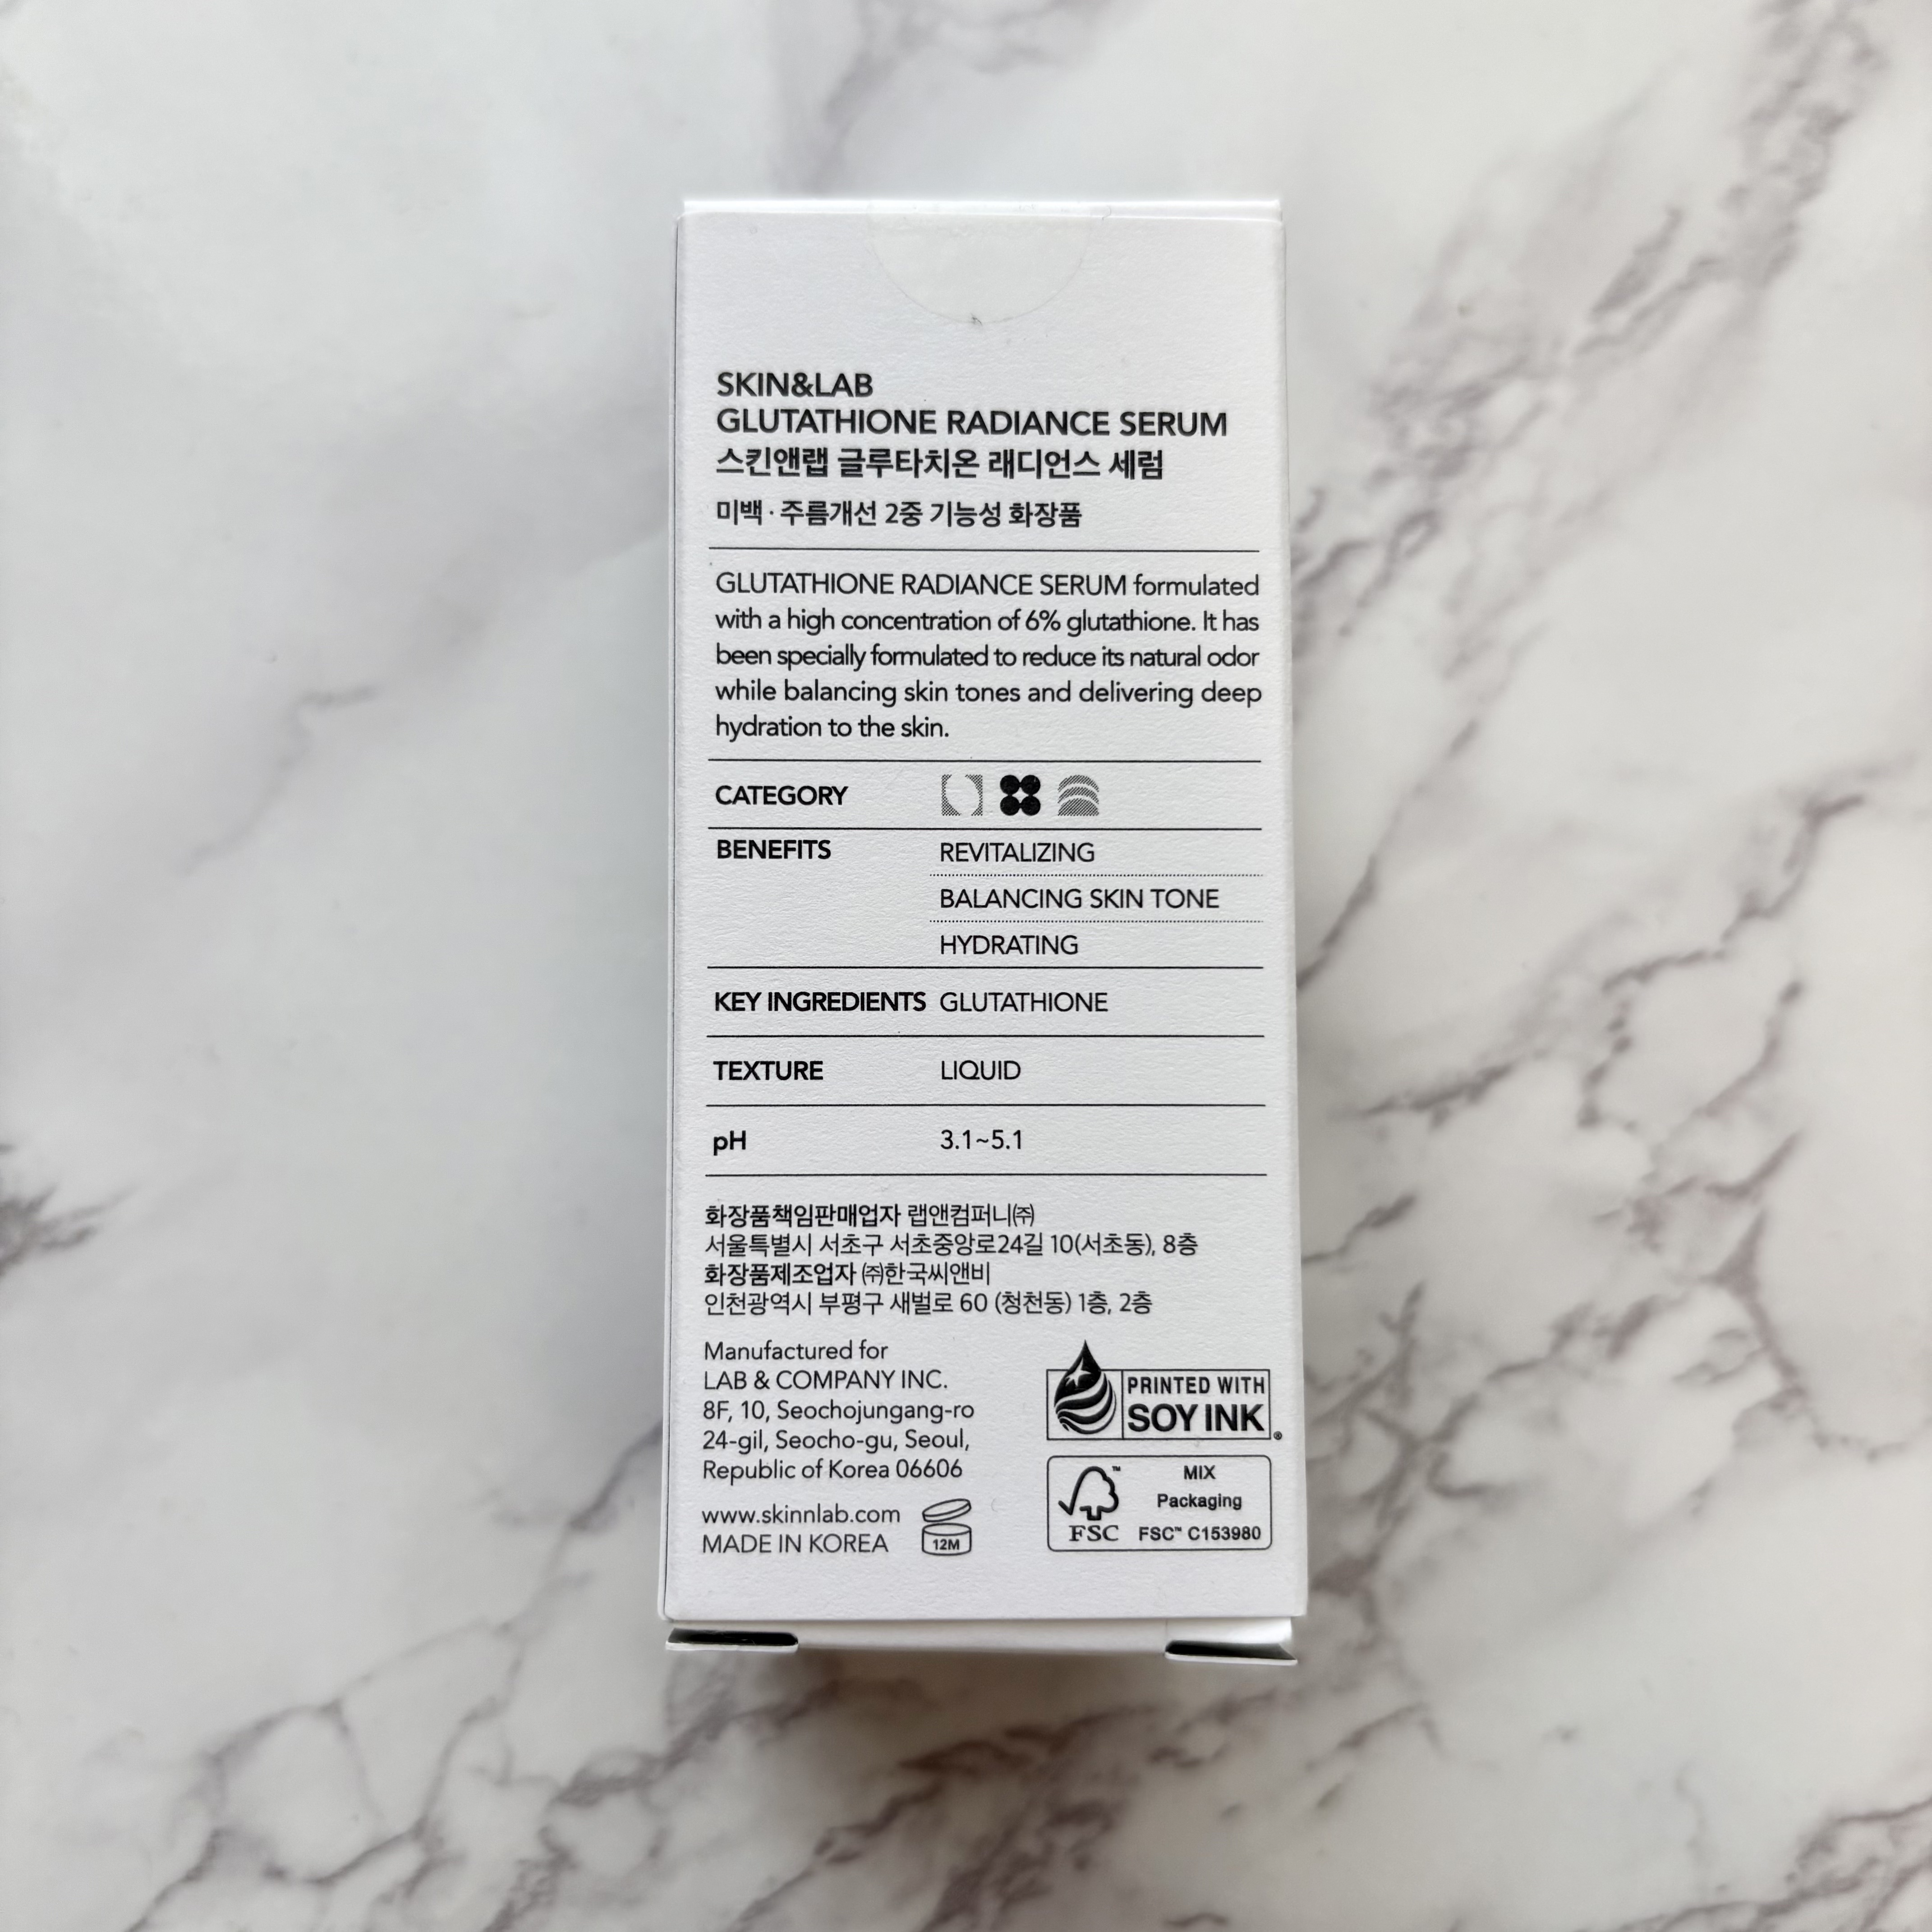 SKIN&LAB
GLUTATHIONE RADIANCE SERUM
스킨앤랩 글루타치온 래디언스 세럼
미백 · 주름개선 2중 기능성 화장품
GLUTATHIONE RADIANCE SERUM formulated
with a high concentration of 6% glutathione. It has
been specially formulated to reduce its natural odor
while balancing skin tones and delivering deep
hydration to the skin.
CATEGORY
BENEFITS REVITALIZING
BALANCING SKIN TONE
HYDRATING
KEY INGREDIENTS GLUTATHIONE
TEXTURE LIQUID
pH 3.1~5.1
화장품책임판매업자 랩앤컴퍼니㈜
서울특별시 서초구 서초중앙로24길 10(서초동), 8층
화장품제조업자 ㈜한국씨앤비
인천광역시 부평구 새벌로 60 (청천동) 1층, 2층
Manufactured for
LAB & COMPANY INC.
8F, 10, Seochojungang-ro
24-gil, Seocho-gu, Seoul,
Republic of Korea 06606
www.skinnlab.com
MADE IN KOREA
12M
PRINTED WITH
SOY INK®
FSC™
MIX
Packaging
FSC™ C153980